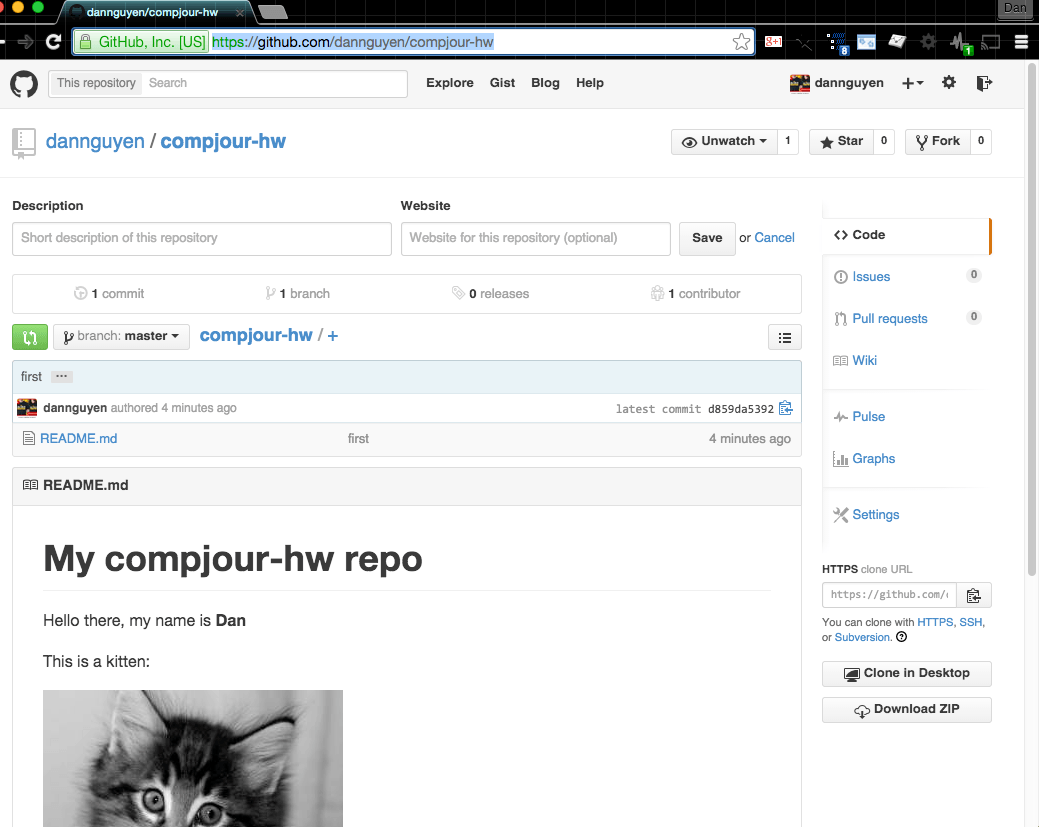 dannguyen/compjour-hw
Dan
GitHub, Inc. [US] https://github.com/dannguyen/compjour-hw
8+1
8
1
This repository Search
Explore Gist Blog Help
dannguyen
dannguyen / compjour-hw
Unwatch 1 Star 0 Fork 0
Description Website
Short description of this repository Website for this repository (optional) Save or Cancel
1 commit 1 branch 0 releases 1 contributor
branch: master compjour-hw / +
first ...
dannguyen authored 4 minutes ago latest commit d859da5392
README.md first 4 minutes ago
README.md
My compjour-hw repo
Hello there, my name is Dan
This is a kitten:
Code
Issues 0
Pull requests 0
Wiki
Pulse
Graphs
Settings
HTTPS clone URL
https://github.com/
You can clone with HTTPS, SSH,
or Subversion.
Clone in Desktop
Download ZIP